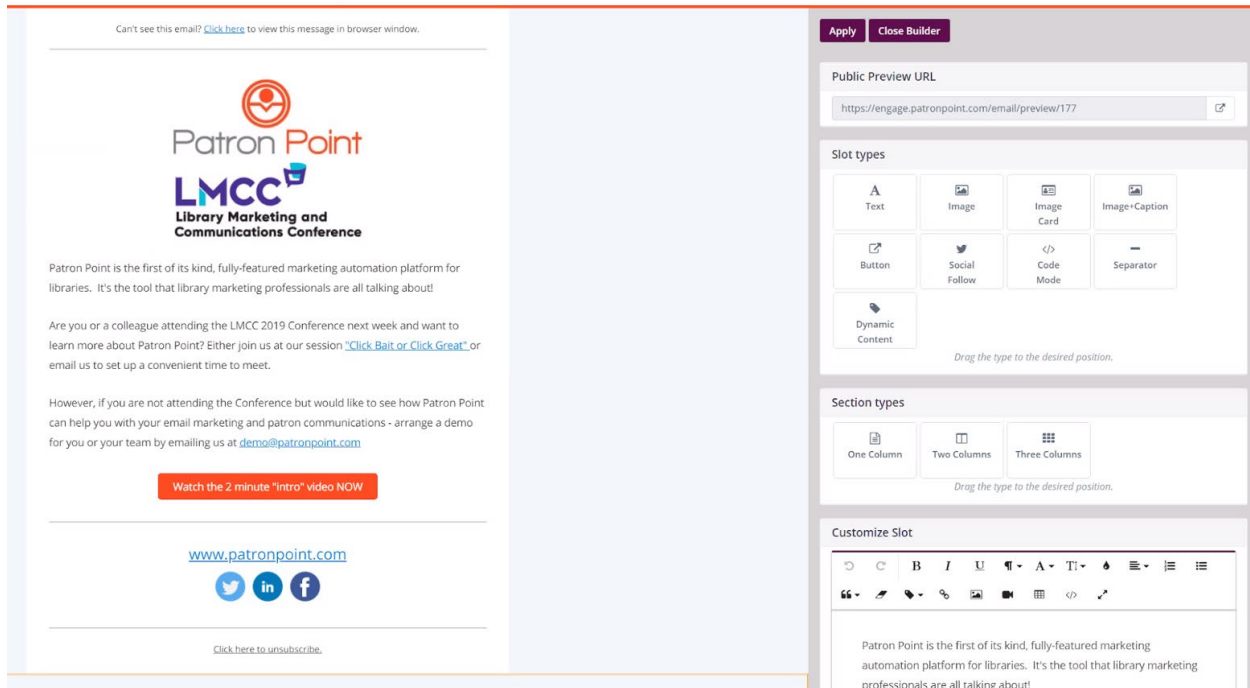 Can't see this email? Click here to view this message in browser window.
Patron Point
LMCC
Library Marketing and
Communications Conference
Patron Point is the first of its kind, fully-featured marketing automation platform for
libraries.  It's the tool that library marketing professionals are all talking about!
Are you or a colleague attending the LMCC 2019 Conference next week and want to
learn more about Patron Point? Either join us at our session "Click Bait or Click Great" or
email us to set up a convenient time to meet.
However, if you are not attending the Conference but would like to see how Patron Point
can help you with your email marketing and patron communications - arrange a demo
for you or your team by emailing us at demo@patronpoint.com
Watch the 2 minute "intro" video NOW
www.patronpoint.com
in f
Click here to unsubscribe.
Apply Close Builder
Public Preview URL
https://engage.patronpoint.com/email/preview/177
Slot types
A
Text
Image
Image
Card
Image+Caption
Button
Social
Follow
</>
Code
Mode
Separator
Dynamic
Content
Drag the type to the desired position.
Section types
One Column
Two Columns
Three Columns
Drag the type to the desired position.
Customize Slot
B I U ¶ A TI
</>
Patron Point is the first of its kind, fully-featured marketing
automation platform for libraries.  It's the tool that library marketing
professionals are all talking about!